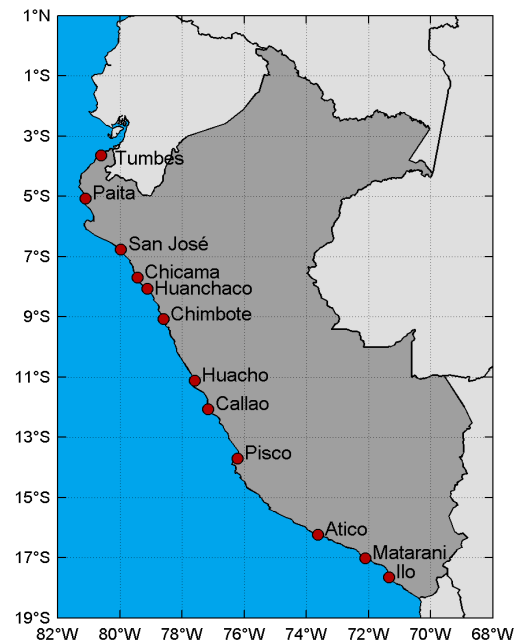 1°N
1°S
3°S
Tumbes
5°S
Paita
7°S
San José
Chicama
Huanchaco
9°S
Chimbote
11°S
Huacho
Callao
13°S
Pisco
15°S
Atico
17°S
Matarani
Ilo
19°S
82°W 80°W 78°W 76°W 74°W 72°W 70°W 68°W